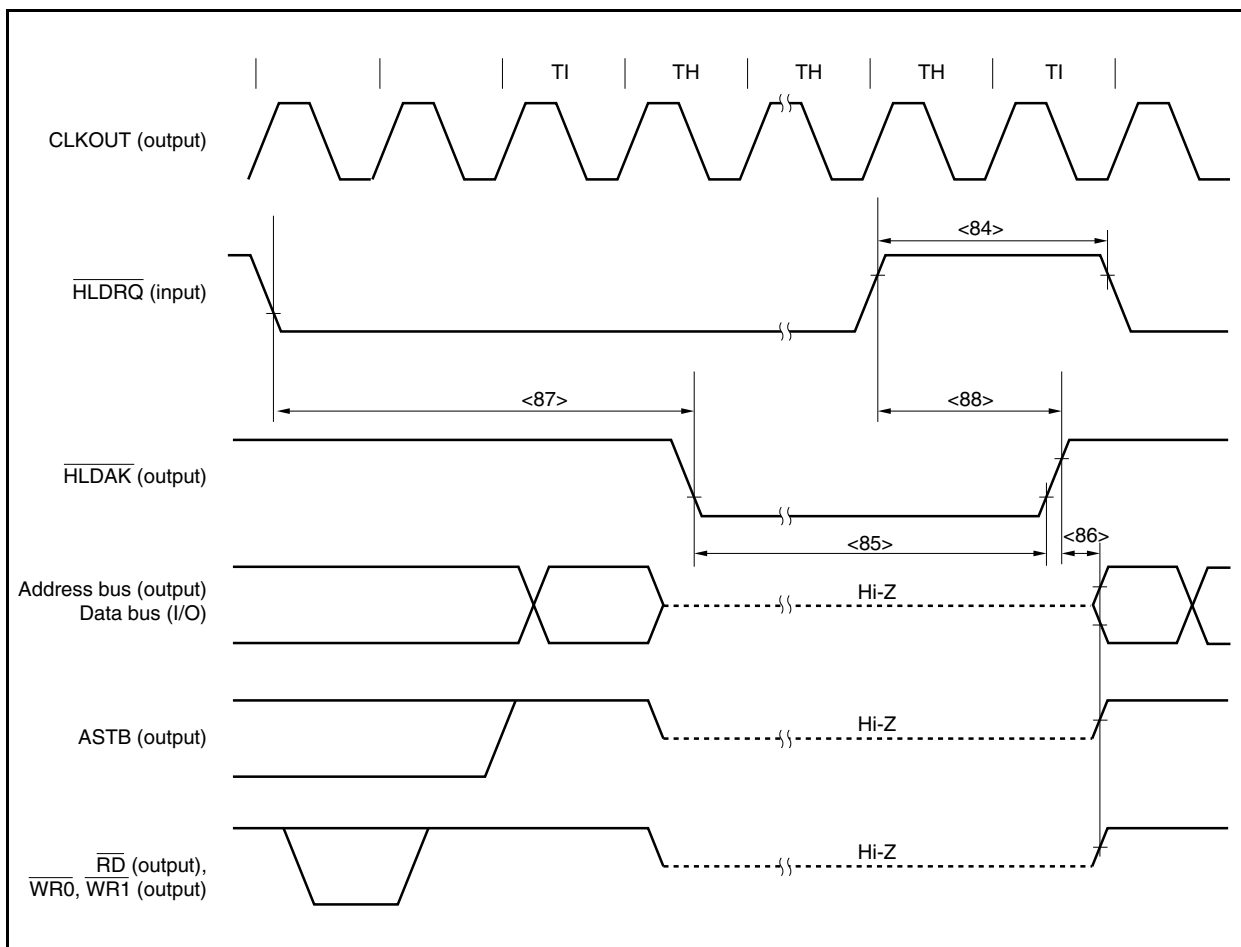 TI TH TH TH TI
CLKOUT (output)
<84>
HLDRQ (input)
<87> <88>
HLDAK (output)
<85> <86>
Address bus (output)
Data bus (I/O)
Hi-Z
ASTB (output)
Hi-Z
RD (output),
WR0, WR1 (output)
Hi-Z